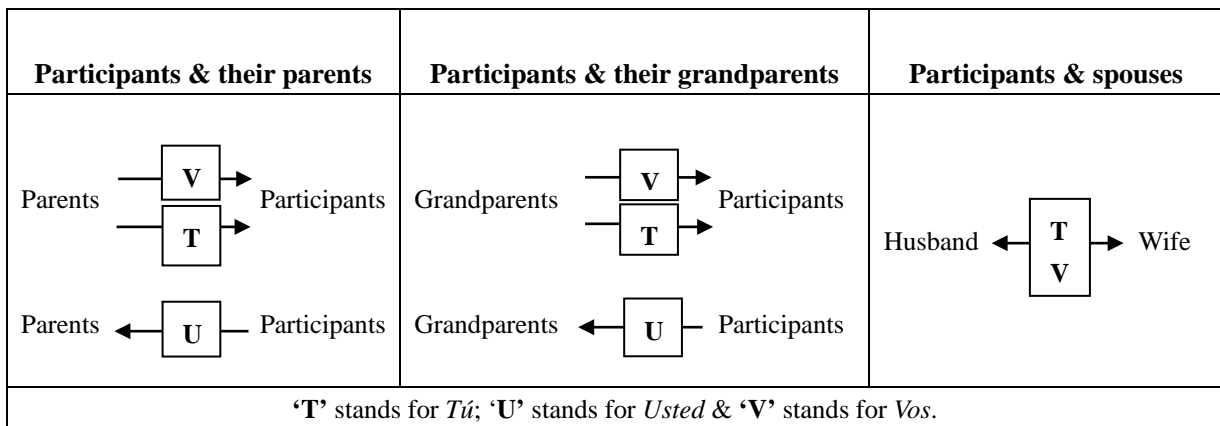 Participants & their parents
Participants & their grandparents
Participants & spouses
V
Parents Participants
T
Parents U Participants
V
Grandparents Participants
T
Grandparents U Participants
T
Husband Wife
V
‘T’ stands for Tú; ‘U’ stands for Usted & ‘V’ stands for Vos.